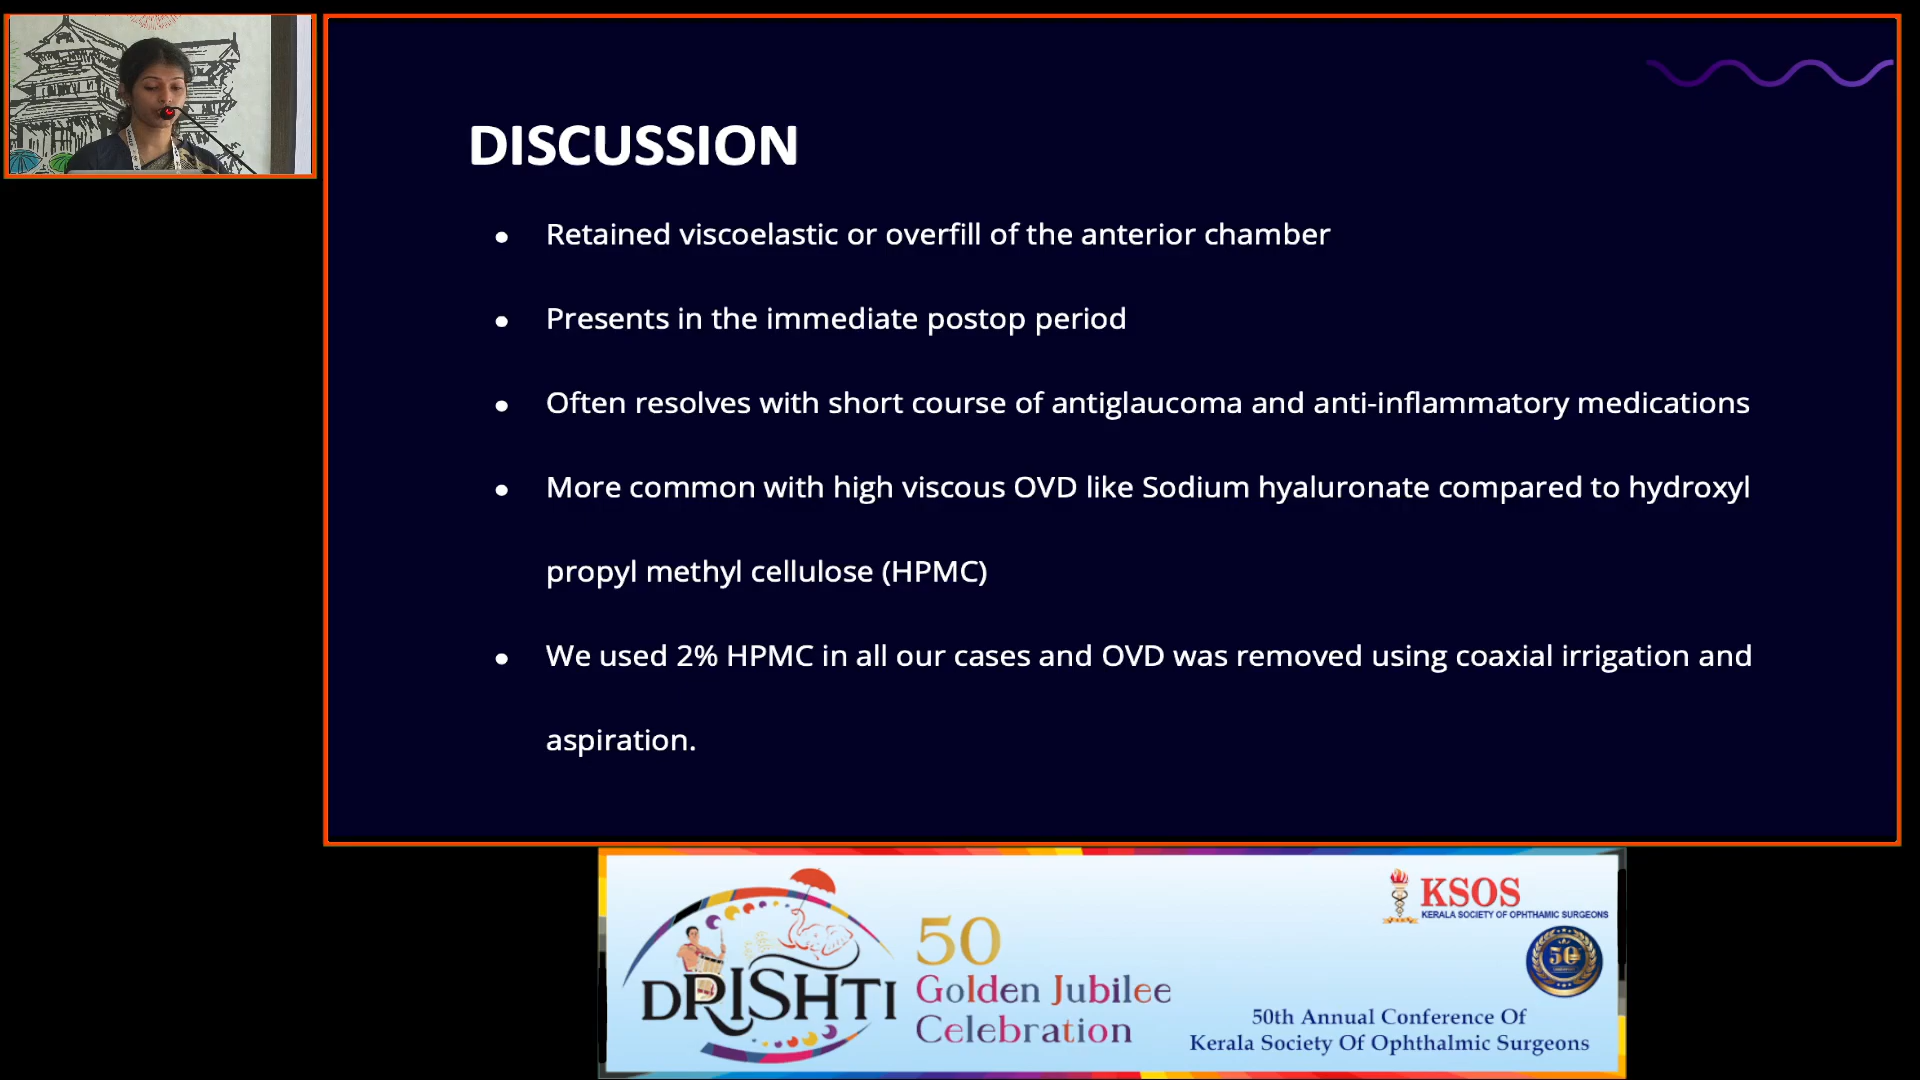 DISCUSSION
• Retained viscoelastic or overfill of the anterior chamber
• Presents in the immediate postop period
• Often resolves with short course of antiglaucoma and anti-inflammatory medications
• More common with high viscous OVD like Sodium hyaluronate compared to hydroxyl
propyl methyl cellulose (HPMC)
• We used 2% HPMC in all our cases and OVD was removed using coaxial irrigation and
aspiration.
DRISHTI
50
Golden Jubilee
Celebration
KSOS
KERALA SOCIETY OF OPHTHAMIC SURGEONS
50
50th Annual Conference Of
Kerala Society Of Ophthalmic Surgeons